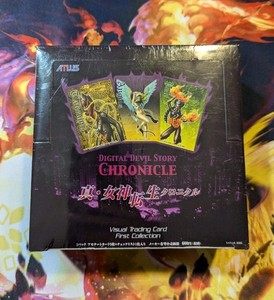 ATLUS
DIGITAL DEVIL STORY
CHRONICLE
真・女神転生クロニクル
Visual Trading Card
First Collection